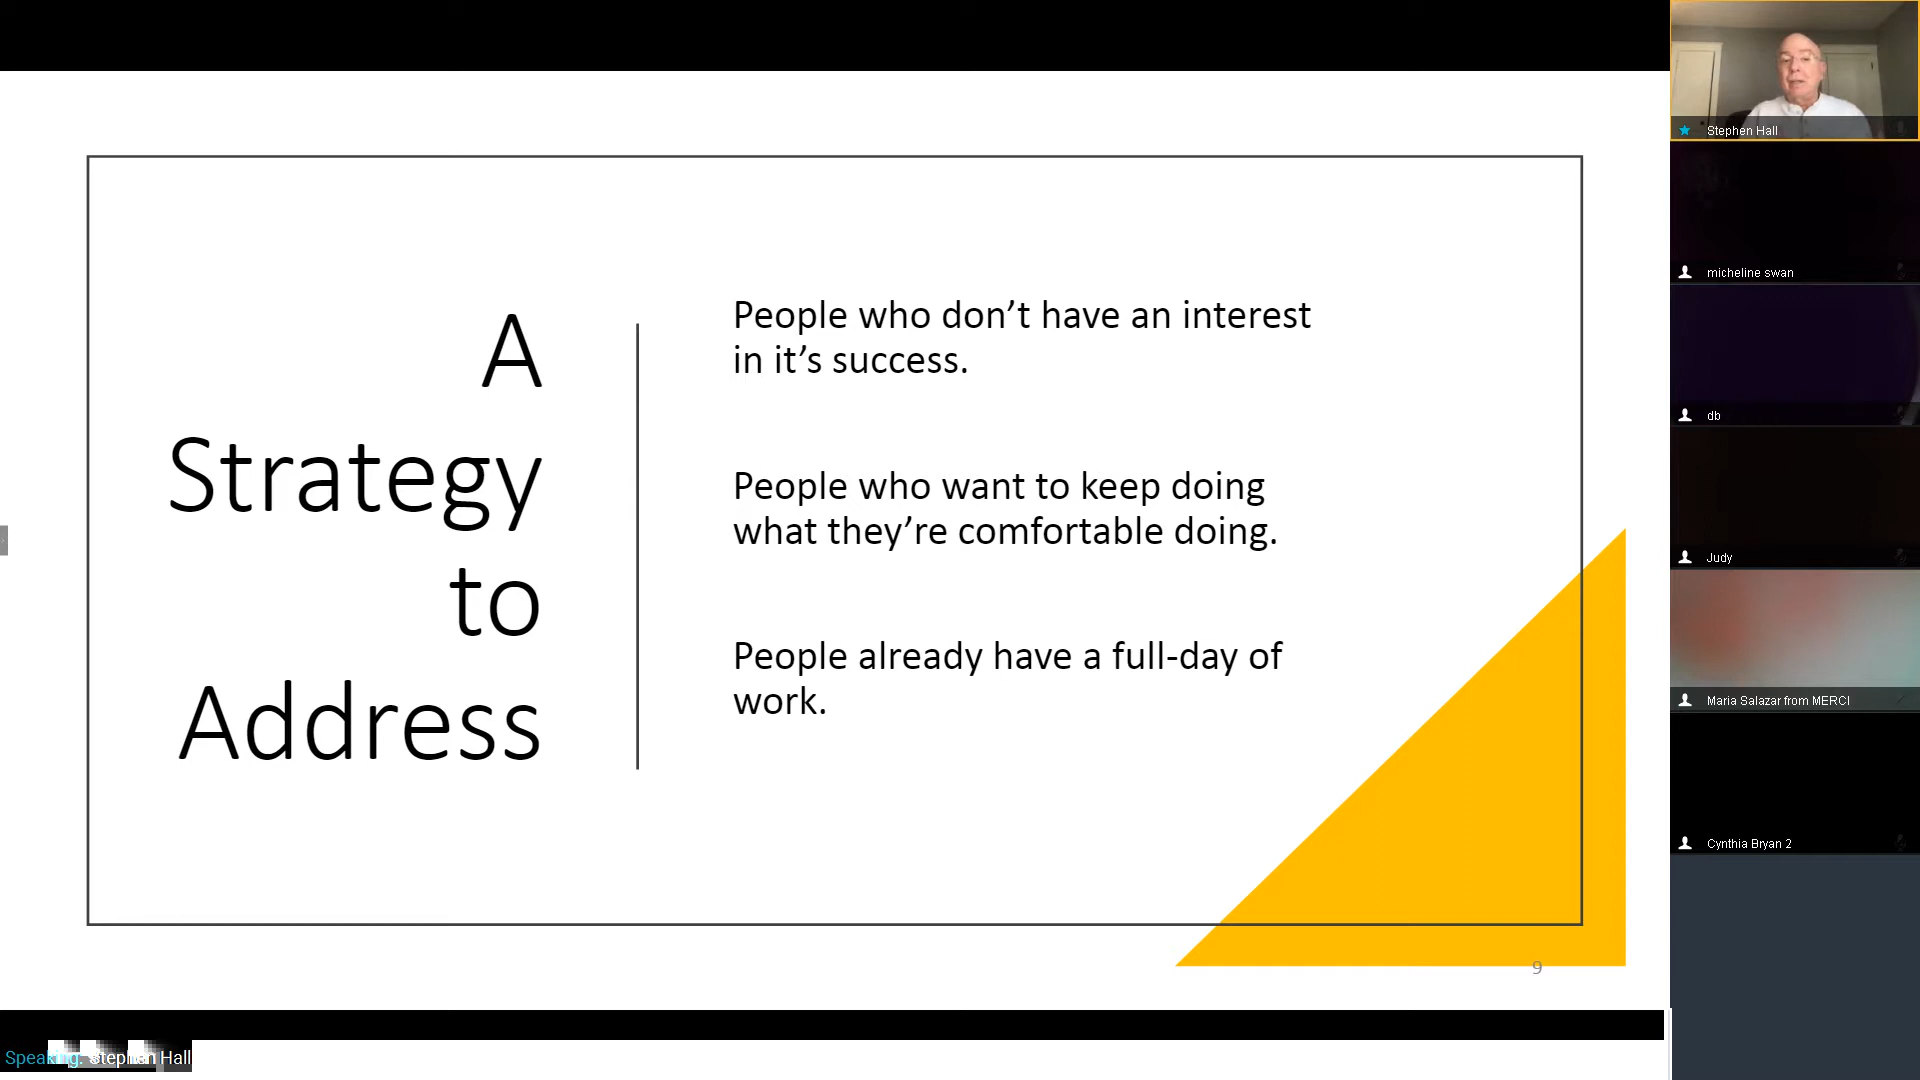 A
Strategy
to
Address
People who don’t have an interest
in it’s success.
People who want to keep doing
what they’re comfortable doing.
People already have a full-day of
work.
9
Stephen Hall
micheline swan
db
Judy
Maria Salazar from MERCI
Cynthia Bryan 2
Speaking: Stephen Hall